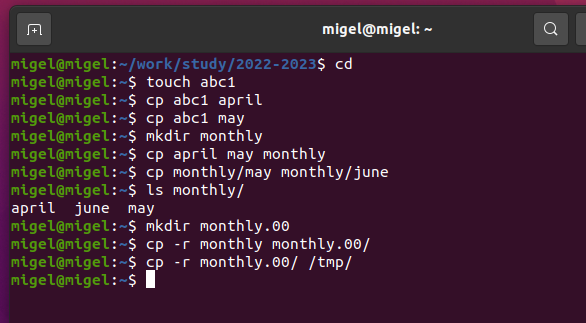 migel@migel: ~
migel@migel:~/work/study/2022-2023$ cd
migel@migel:~$ touch abc1
migel@migel:~$ cp abc1 april
migel@migel:~$ cp abc1 may
migel@migel:~$ mkdir monthly
migel@migel:~$ cp april may monthly
migel@migel:~$ cp monthly/may monthly/june
migel@migel:~$ ls monthly/
april  june  may
migel@migel:~$ mkdir monthly.00
migel@migel:~$ cp -r monthly monthly.00/
migel@migel:~$ cp -r monthly.00/ /tmp/
migel@migel:~$